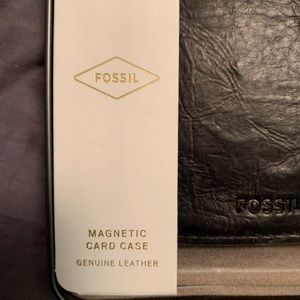 FOSSIL
FOSSIL
MAGNETIC
CARD CASE
GENUINE LEATHER